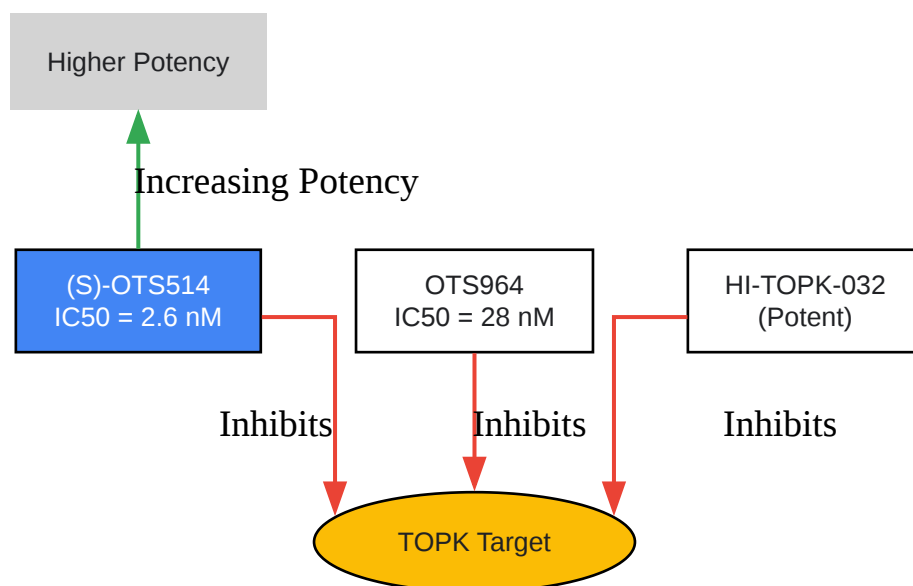 Higher Potency
Increasing Potency
(S)-OTS514
IC50 = 2.6 nM
OTS964
IC50 = 28 nM
HI-TOPK-032
(Potent)
Inhibits
Inhibits
Inhibits
TOPK Target